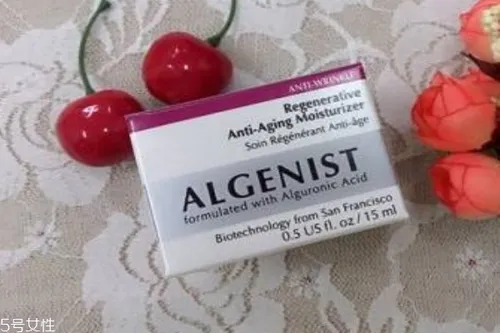 ANTI-WRINKLE
Regenerative
Anti-Aging Moisturizer
Soin Régénérant Anti-âge
ALGENIST
formulated with Alguronic Acid
Biotechnology from San Francisco
0.5 US fl. oz / 15 ml
5号女性